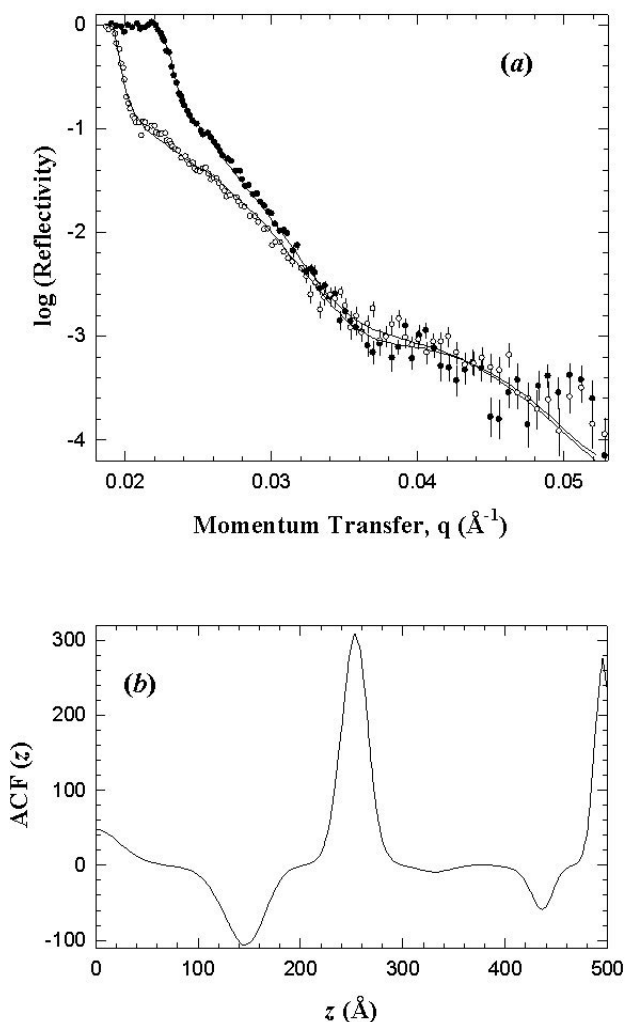 (a)
log (Reflectivity)
0
-1
-2
-3
-4
0.02 0.03 0.04 0.05
Momentum Transfer, q (Å⁻¹)
(b)
ACF (z)
300
200
100
0
-100
0 100 200 300 400 500
z (Å)